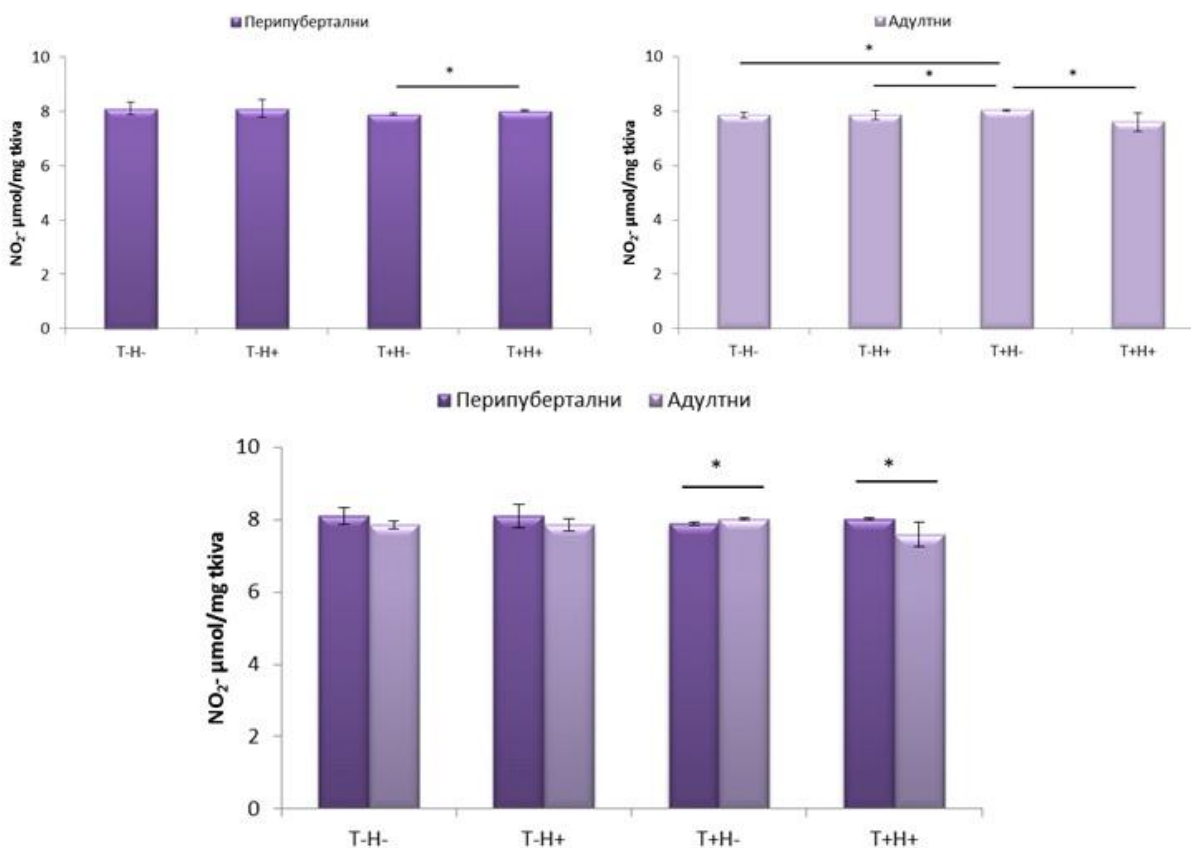 Перипубертални
NO₂- µmol/mg tkiva
10
8
6
4
2
0
*
T-H-
T-H+
T+H-
T+H+
Адултни
NO₂- µmol/mg tkiva
10
8
6
4
2
0
*
*
*
T-H-
T-H+
T+H-
T+H+
Перипубертални Адултни
NO₂- µmol/mg tkiva
10
8
6
4
2
0
*
*
T-H-
T-H+
T+H-
T+H+